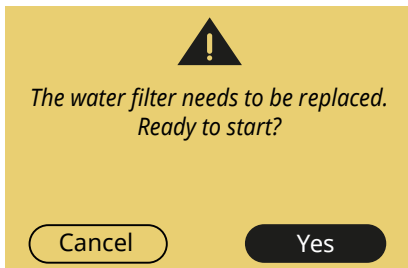 The water filter needs to be replaced.
Ready to start?
Cancel
Yes